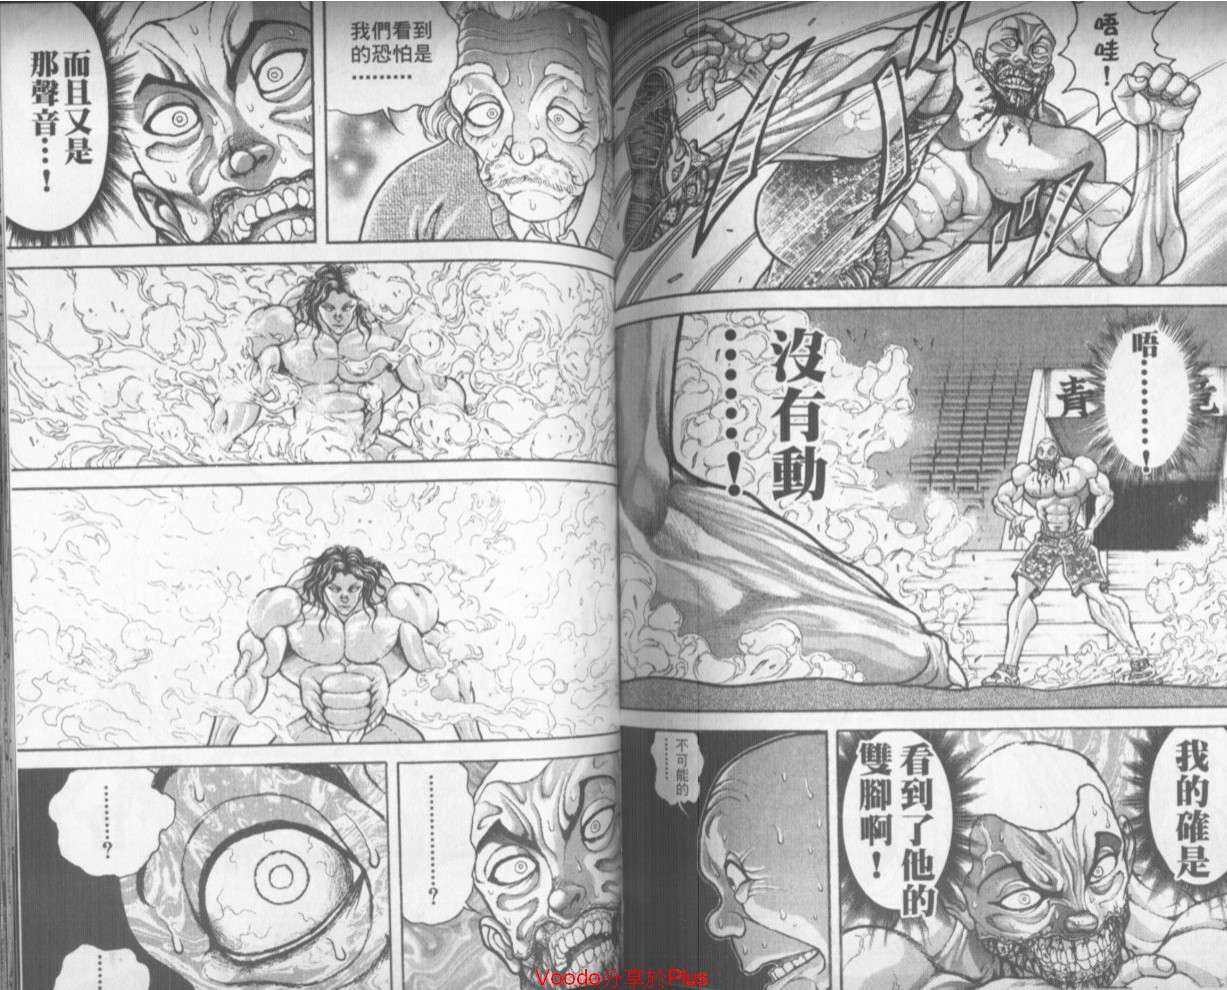 唔
哇！
唔…………！
青
竜
沒有動
…………！
我的確是
看到了他的
雙腳啊！
不可能的
………
我們看到
的恐怕是
………
而且又是
那聲音…！
…………？
………？
Voodo分享於Plus